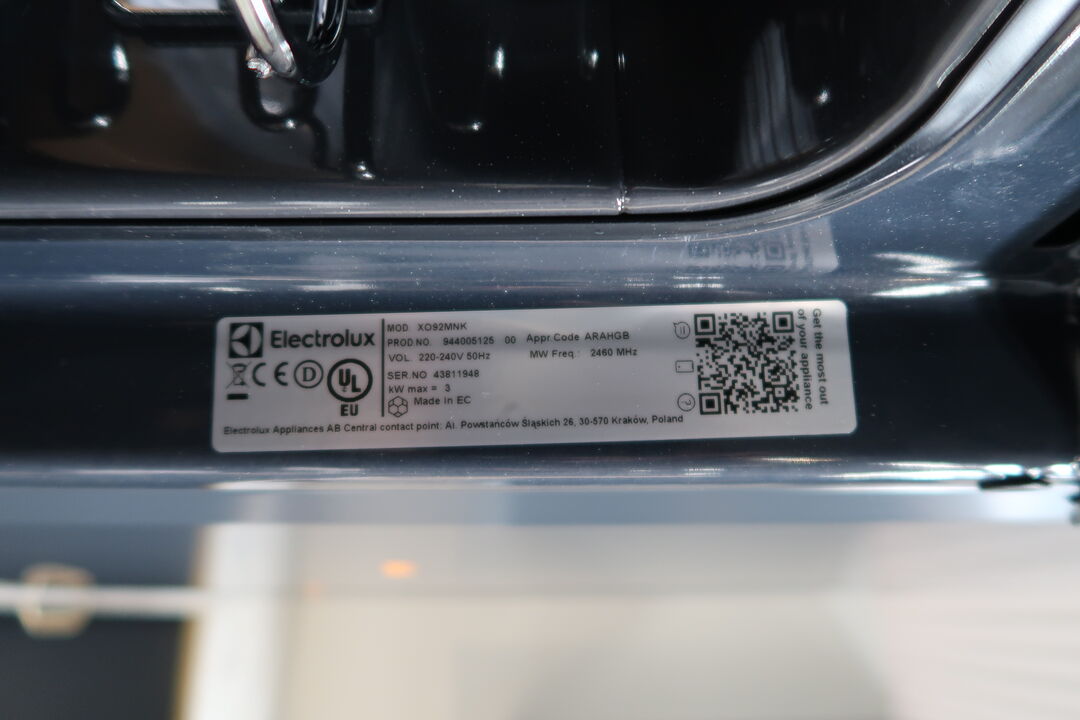 Electrolux
CE D UL
EU
MOD. XO92MNK
PROD.NO. 944005125 00 Appr.Code ARAHGB
VOL. 220-240V 50Hz MW Freq.: 2460 MHz
SER.NO 43811948
kW max = 3
Made in EC
Electrolux Appliances AB Central contact point: Al. Powstańców Śląskich 26, 30-570 Kraków, Poland
Get the most out
of your appliance